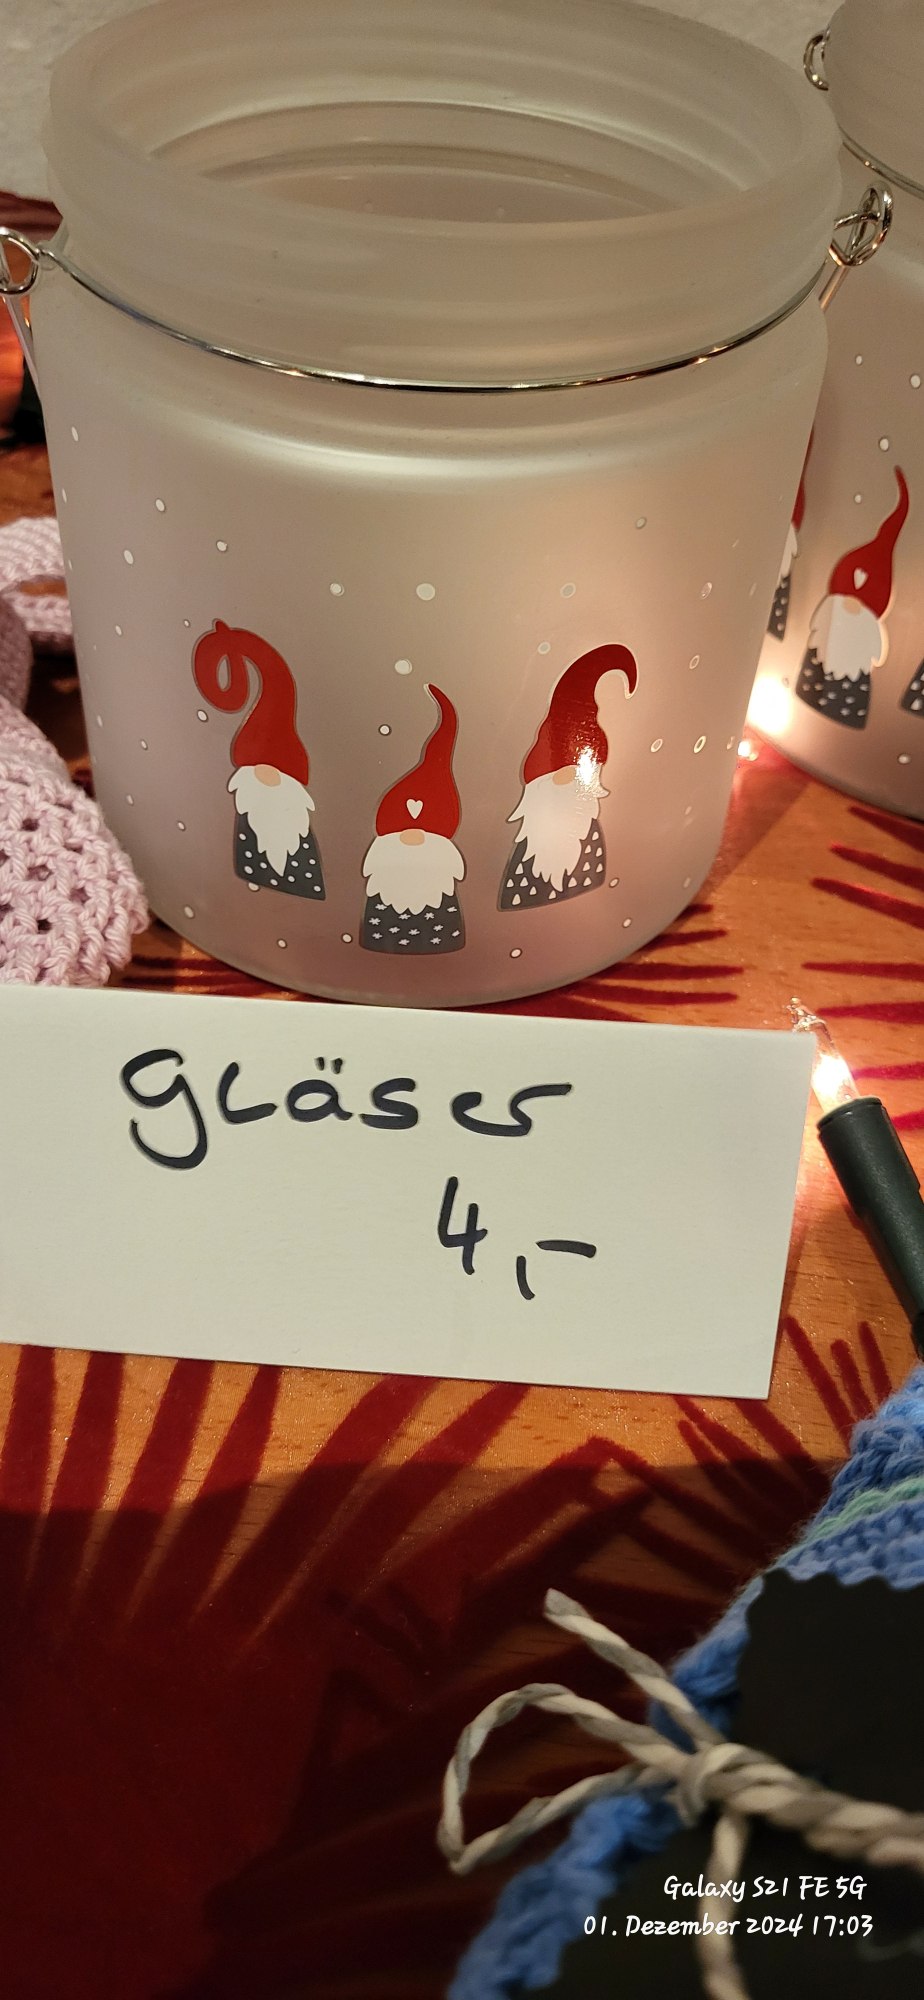 Gläser
4,-
Galaxy S21 FE 5G
01. Dezember 2024 17:03